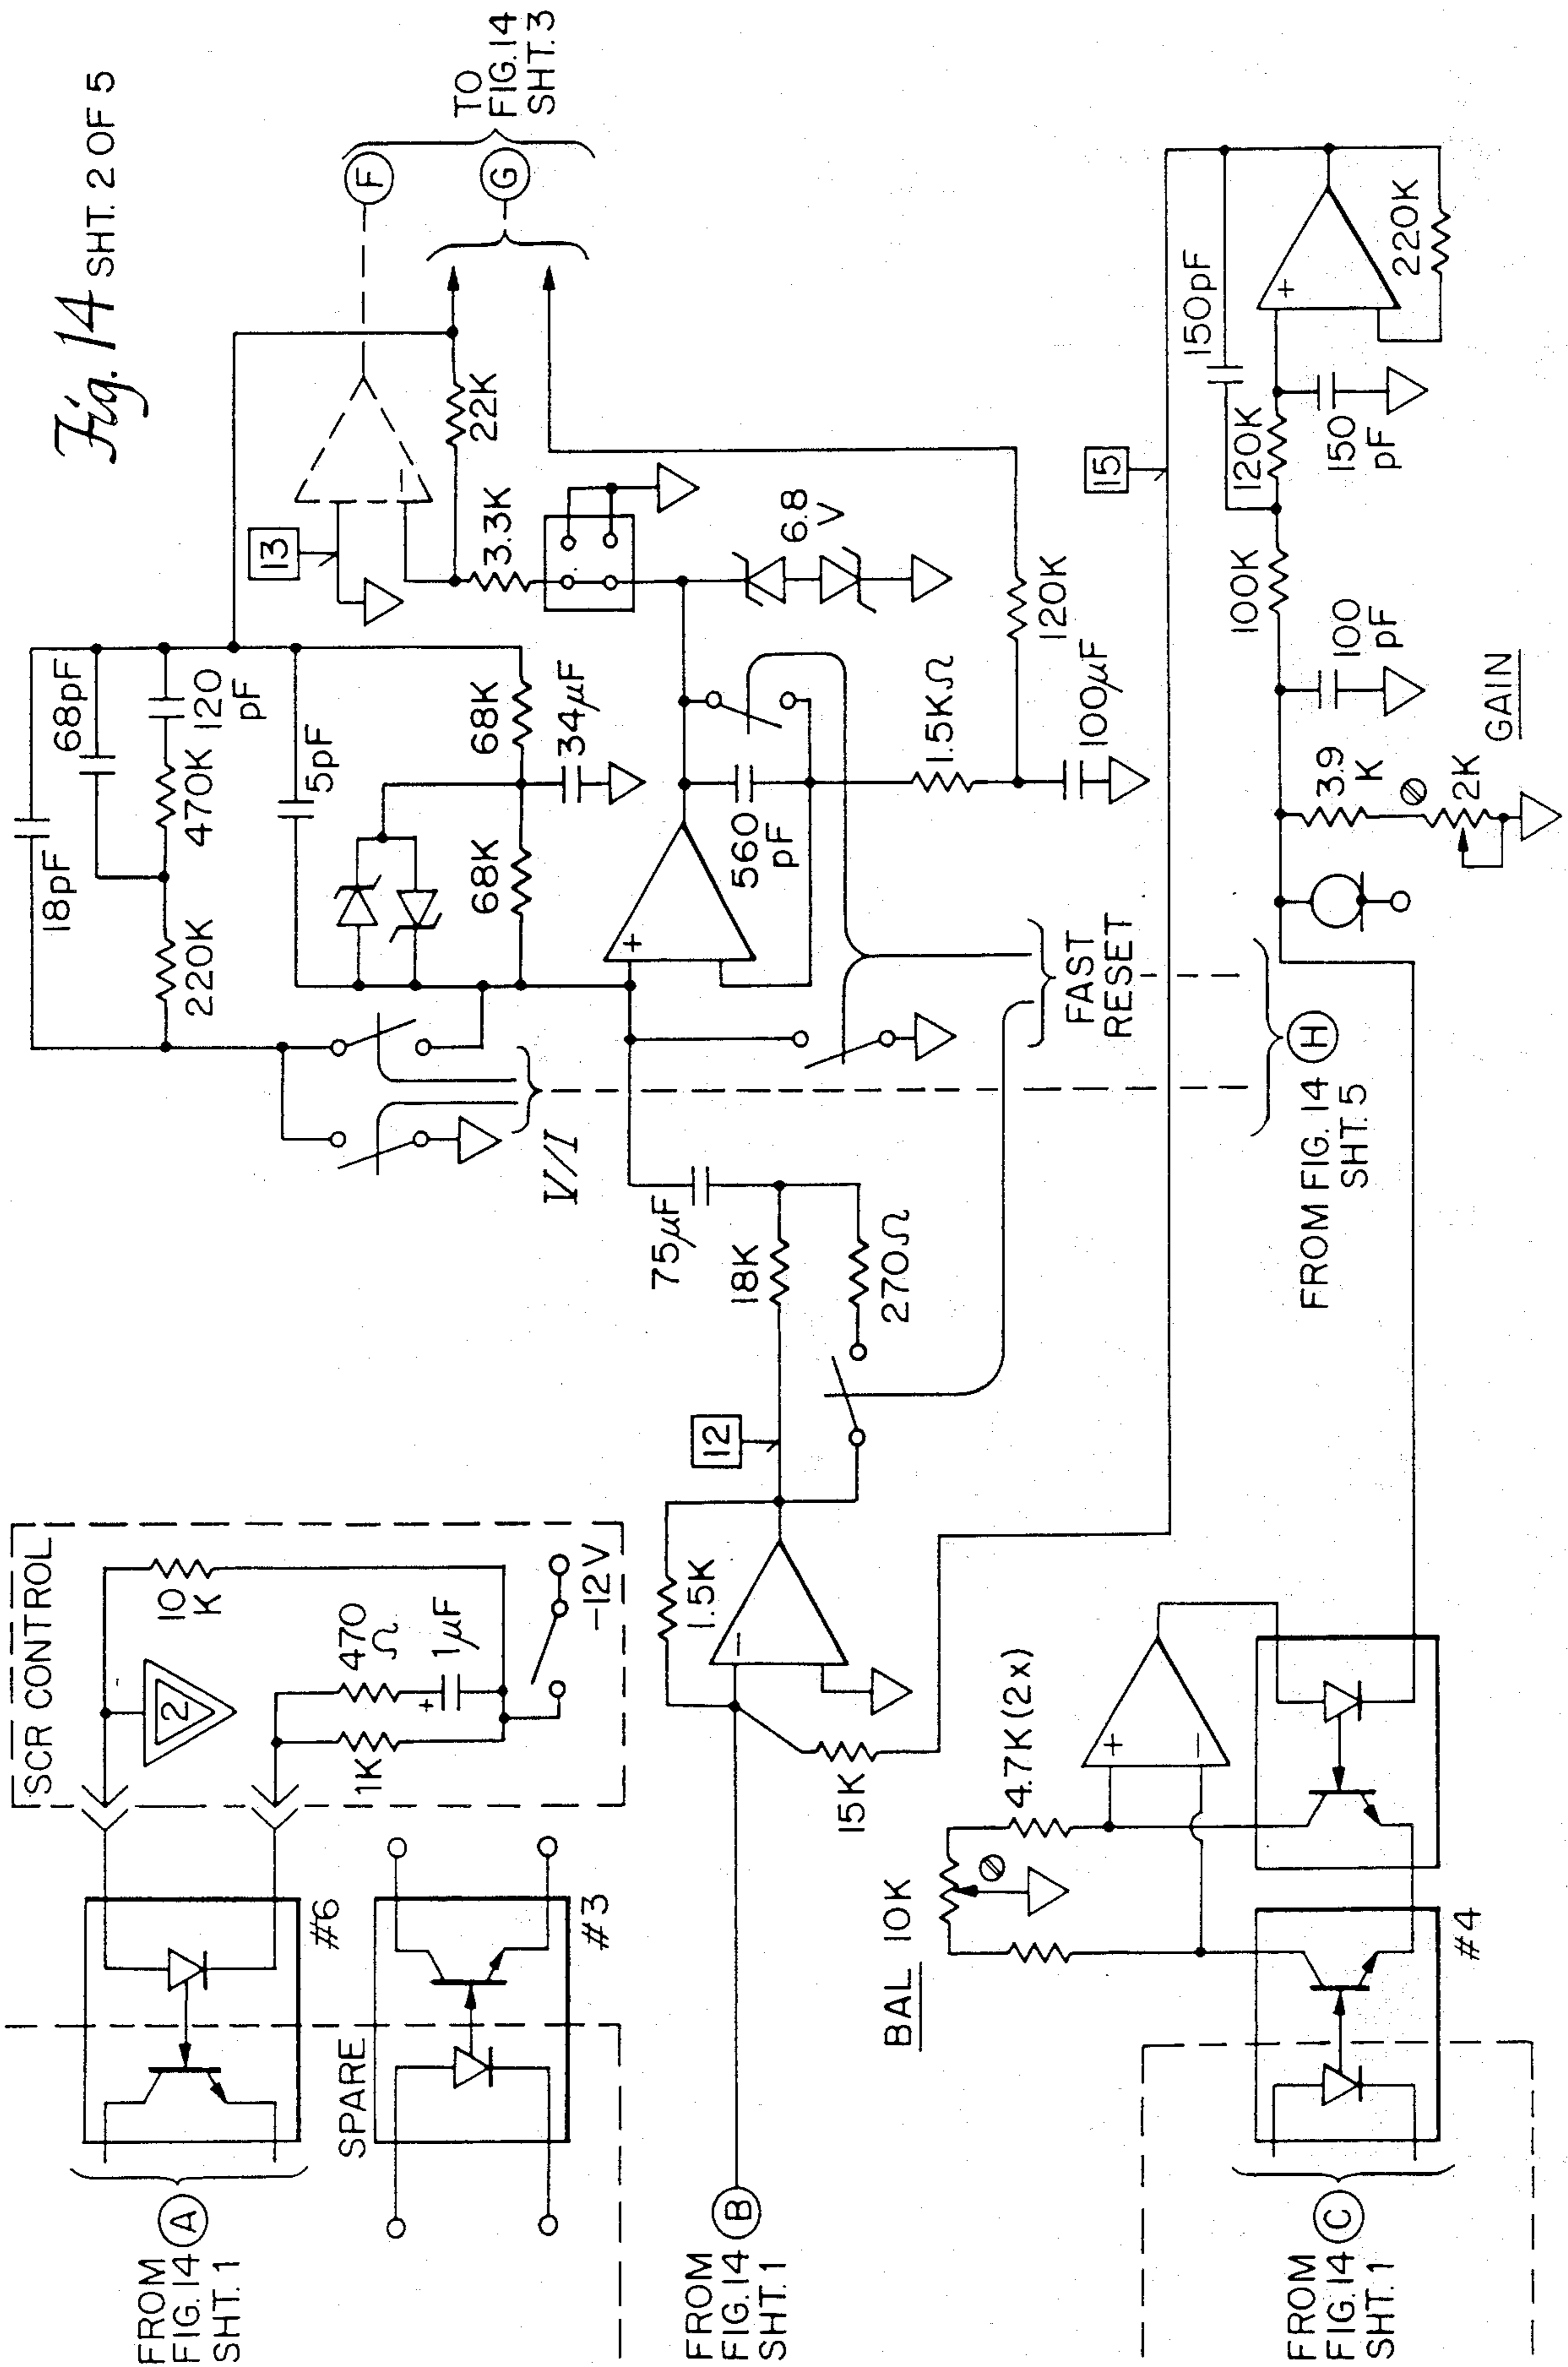 Fig. 14 SHT. 2 OF 5
SCR CONTROL
10
K
2
470
Ω
1μF
+
1K
-12V
#6
FROM
FIG.14 A
SHT.1
SPARE
#3
FROM
FIG.14 B
SHT.1
1.5K
−
15K
12
18K
270Ω
75μF
V/I
18pF
68pF
220K
470K
120
pF
5pF
68K
68K
34μF
+
560
pF
1.5KΩ
100μF
120K
FAST
RESET
13
−
3.3K
22K
6.8
V
F
G
TO
FIG.14
SHT.3
BAL 10K
4.7K(2x)
+
−
#4
FROM
FIG.14 C
SHT.1
FROM FIG.14 H
SHT.5
15
3.9
K
2K
GAIN
100
pF
100K
120K
150
pF
150pF
+
220K